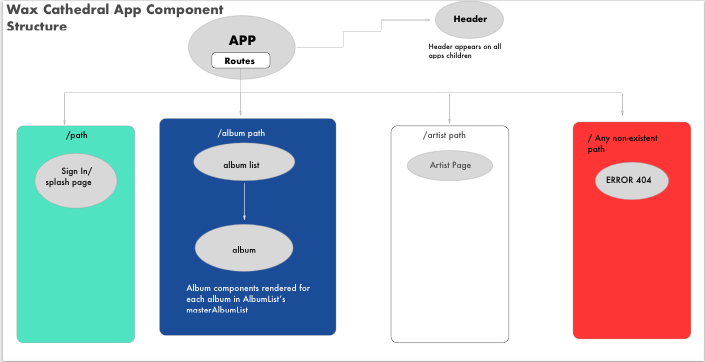 Wax Cathedral App Component
Structure
APP
Routes
Header
Header appears on all
apps children
/path
Sign In/
splash page
/album path
album list
album
Album components rendered for
each album in AlbumList's
masterAlbumList
/artist path
Artist Page
/ Any non-existent
path
ERROR 404